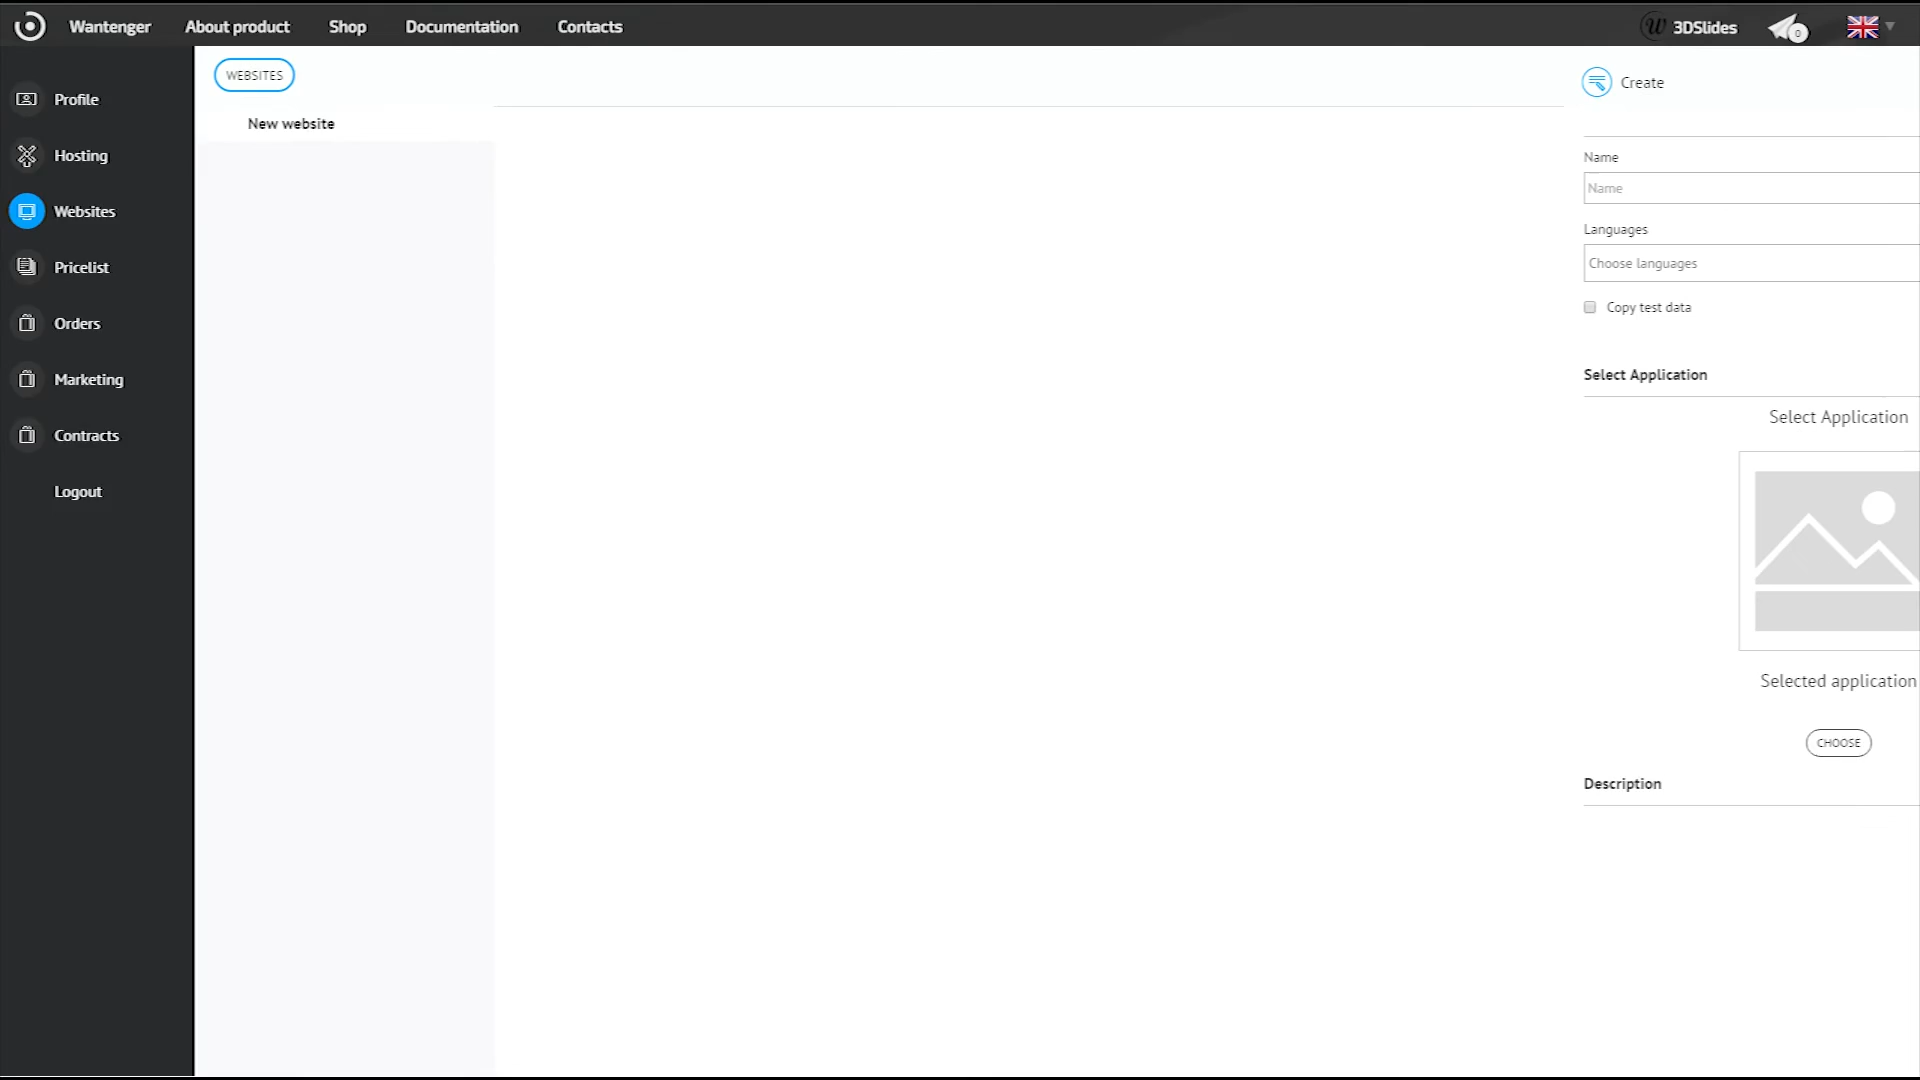 Wantenger
About product
Shop
Documentation
Contacts
W 3DSlides
0
Profile
Hosting
Websites
Pricelist
Orders
Marketing
Contracts
Logout
WEBSITES
New website
Create
Name
Name
Languages
Choose languages
Copy test data
Select Application
Select Application
Selected application
CHOOSE
Description